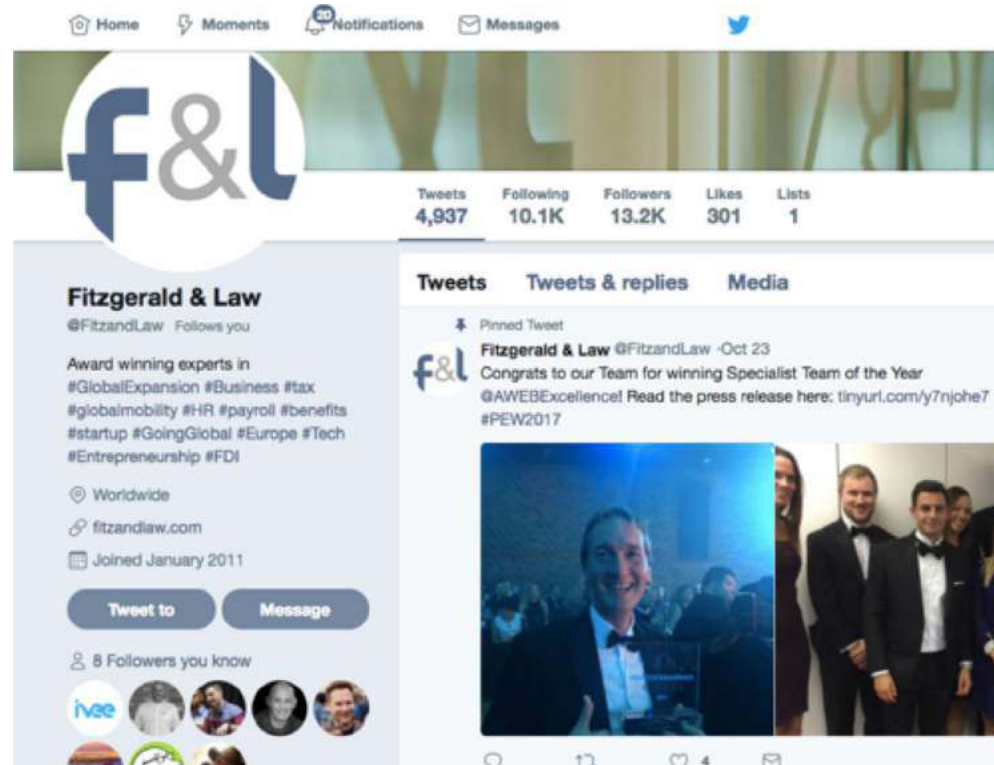 Home
Moments
20
Notifications
Messages
f&l
Tweets
4,937
Following
10.1K
Followers
13.2K
Likes
301
Lists
1
Fitzgerald & Law
@FitzandLaw Follows you
Award winning experts in
#GlobalExpansion #Business #tax
#globalmobility #HR #payroll #benefits
#startup #GoingGlobal #Europe #Tech
#Entrepreneurship #FDI
Worldwide
fitzandlaw.com
Joined January 2011
Tweet to
Message
8 Followers you know
ivee
Tweets
Tweets & replies
Media
Pinned Tweet
f&l
Fitzgerald & Law @FitzandLaw ·Oct 23
Congrats to our Team for winning Specialist Team of the Year
@AWEBExcellence! Read the press release here: tinyurl.com/y7njohe7
#PEW2017
4